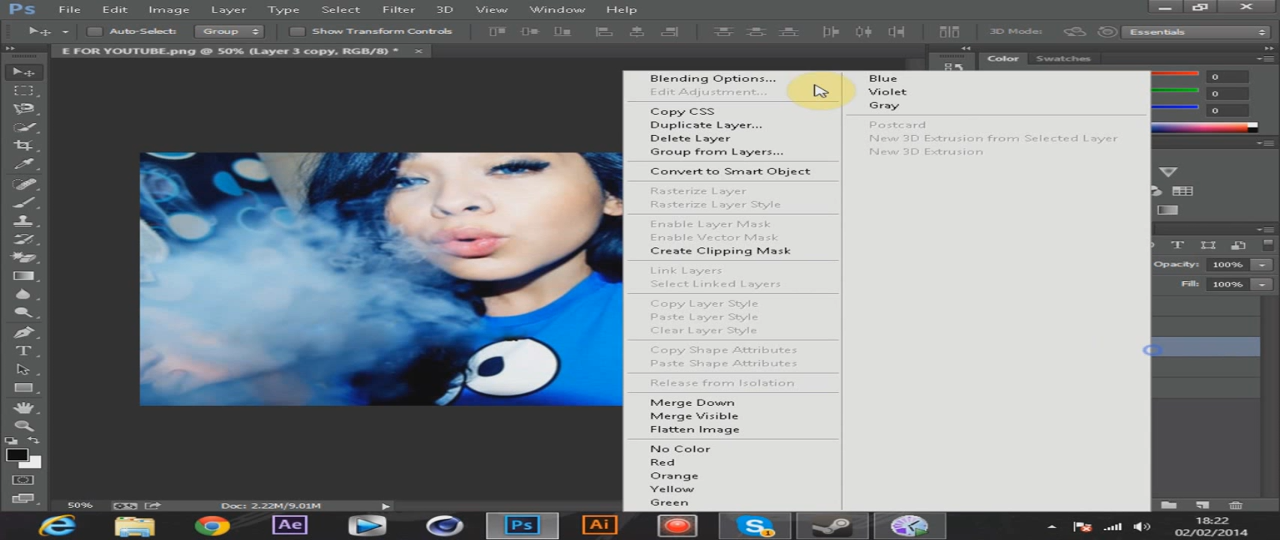 Ps File Edit Image Layer Type Select Filter 3D View Window Help
Auto-Select: Group Show Transform Controls 3D Mode: Essentials
E FOR YOUTUBE.png @ 50% (Layer 3 copy, RGB/8) * ×
Color Swatches
0
0
0
Blending Options...
Edit Adjustment...
Copy CSS
Duplicate Layer...
Delete Layer
Group from Layers...
Convert to Smart Object
Rasterize Layer
Rasterize Layer Style
Enable Layer Mask
Enable Vector Mask
Create Clipping Mask
Link Layers
Select Linked Layers
Copy Layer Style
Paste Layer Style
Clear Layer Style
Copy Shape Attributes
Paste Shape Attributes
Release from Isolation
Merge Down
Merge Visible
Flatten Image
No Color
Red
Orange
Yellow
Green
Blue
Violet
Gray
Postcard
New 3D Extrusion from Selected Layer
New 3D Extrusion
Opacity: 100%
Fill: 100%
50% Doc: 2.22M/9.01M
Ae Ps Ai S 1
18:22
02/02/2014